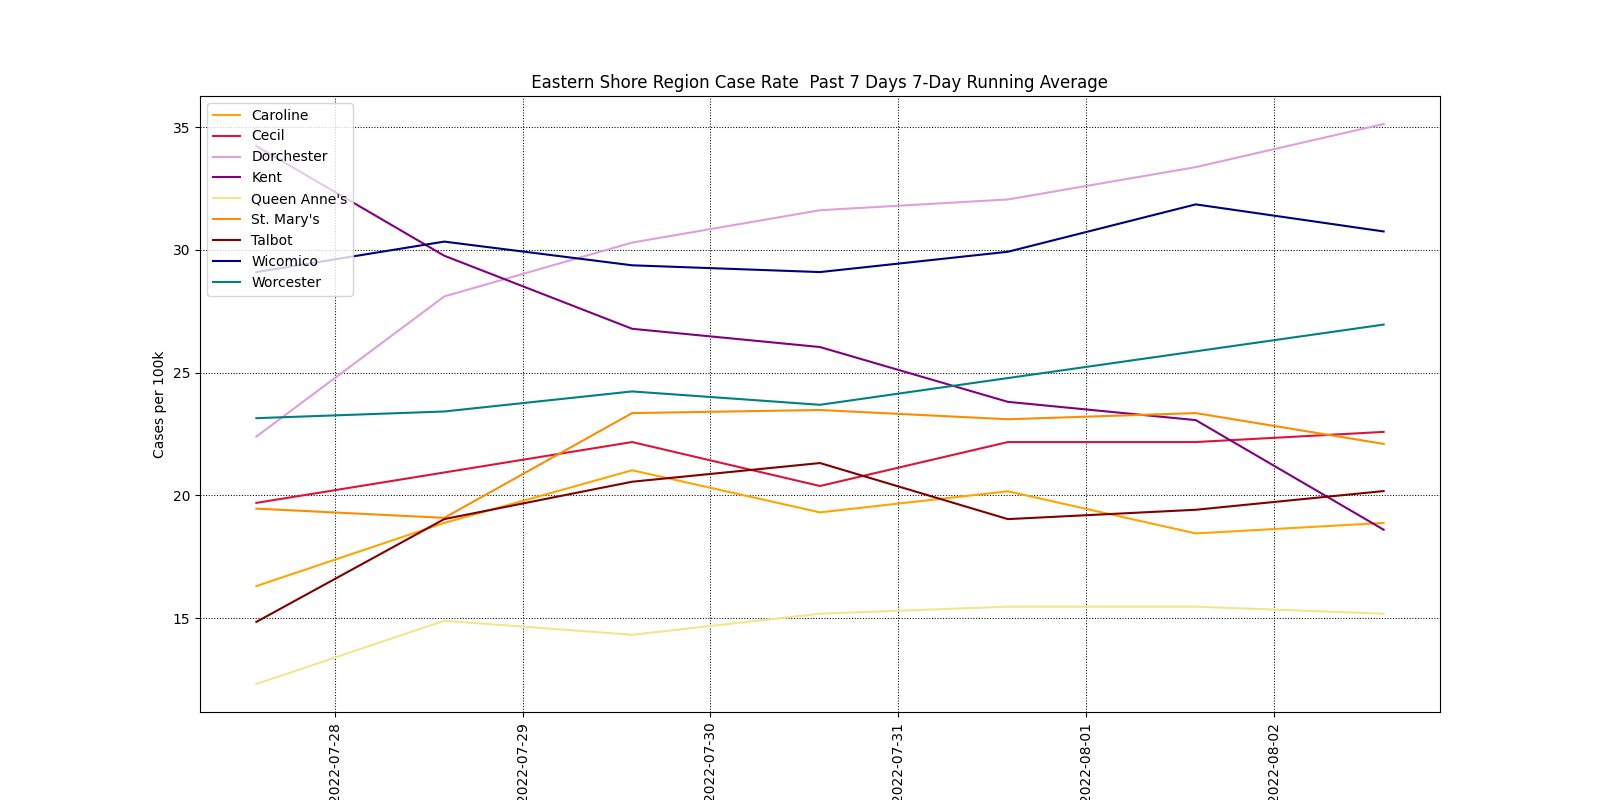 Eastern Shore Region Case Rate  Past 7 Days 7-Day Running Average
Caroline
Cecil
Dorchester
Kent
Queen Anne's
St. Mary's
Talbot
Wicomico
Worcester
Cases per 100k
35
30
25
20
15
2022-07-28
2022-07-29
2022-07-30
2022-07-31
2022-08-01
2022-08-02